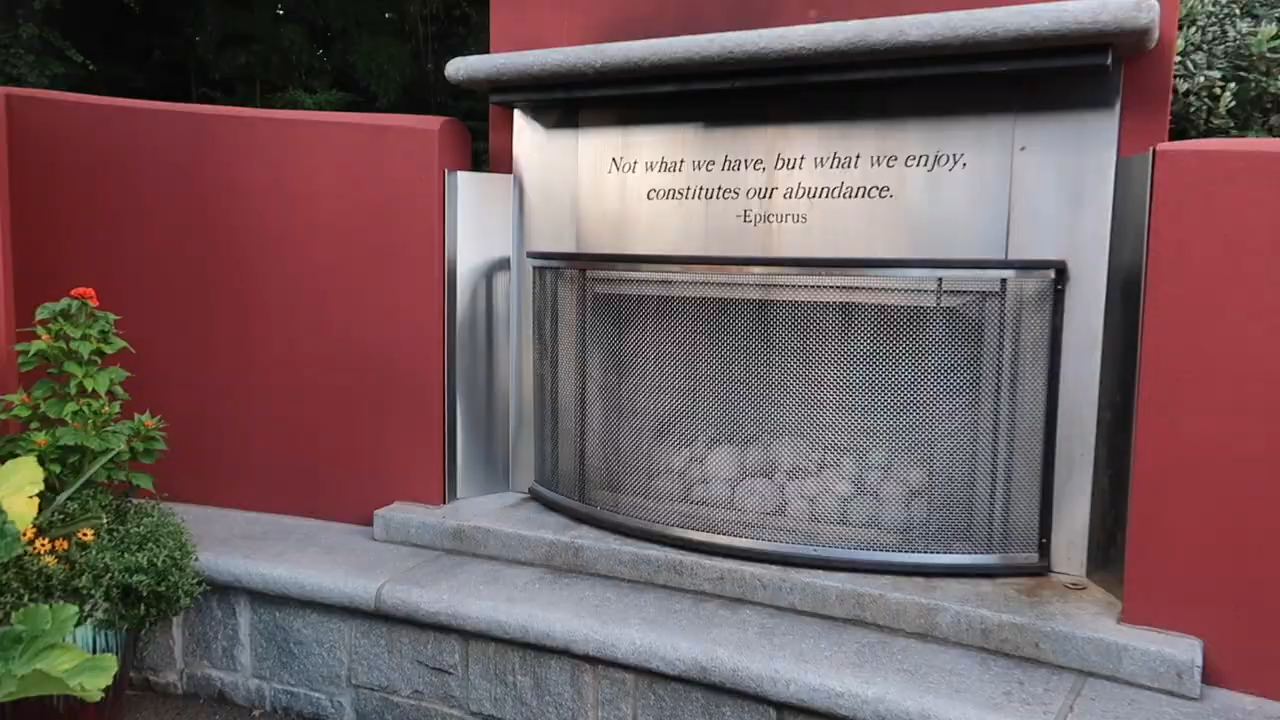 Not what we have, but what we enjoy,
constitutes our abundance.
-Epicurus